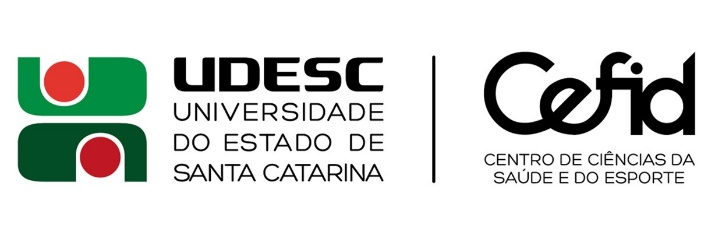 UDESC
UNIVERSIDADE
DO ESTADO DE
SANTA CATARINA
Cefid
CENTRO DE CIÊNCIAS DA
SAÚDE E DO ESPORTE